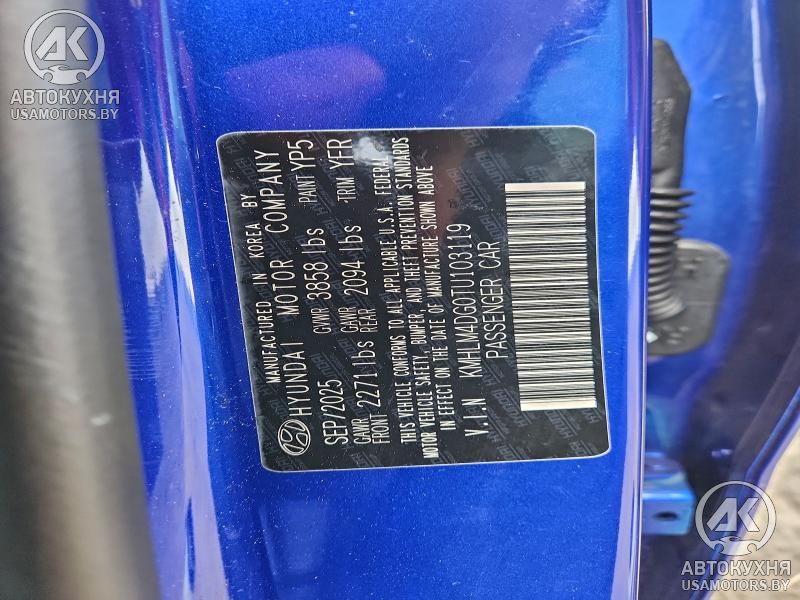 АК
АВТОКУХНЯ
USAMOTORS.BY
MANUFACTURED IN KOREA BY
HYUNDAI MOTOR COMPANY
SEP/2025 GVWR 3858 lbs PAINT YP5
GAWR FRONT 2271 lbs GAWR REAR 2094 lbs TRIM YFR
THIS VEHICLE CONFORMS TO ALL APPLICABLE U.S.A. FEDERAL
MOTOR VEHICLE SAFETY, BUMPER, AND THEFT PREVENTION STANDARDS
IN EFFECT ON THE DATE OF MANUFACTURE SHOWN ABOVE
V.I.N KMHLM4DG0TU103119
PASSENGER CAR
АК
АВТОКУХНЯ
USAMOTORS.BY